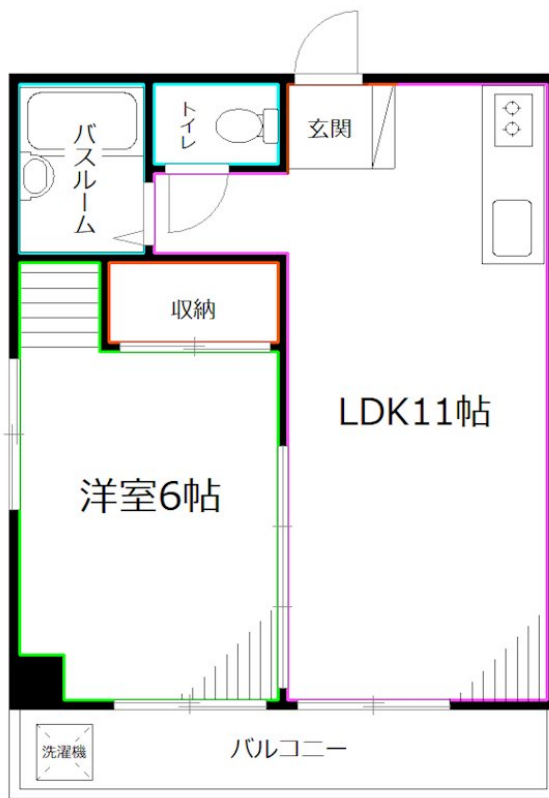 トイレ
玄関
バスルーム
収納
LDK11帖
洋室6帖
洗濯機
バルコニー